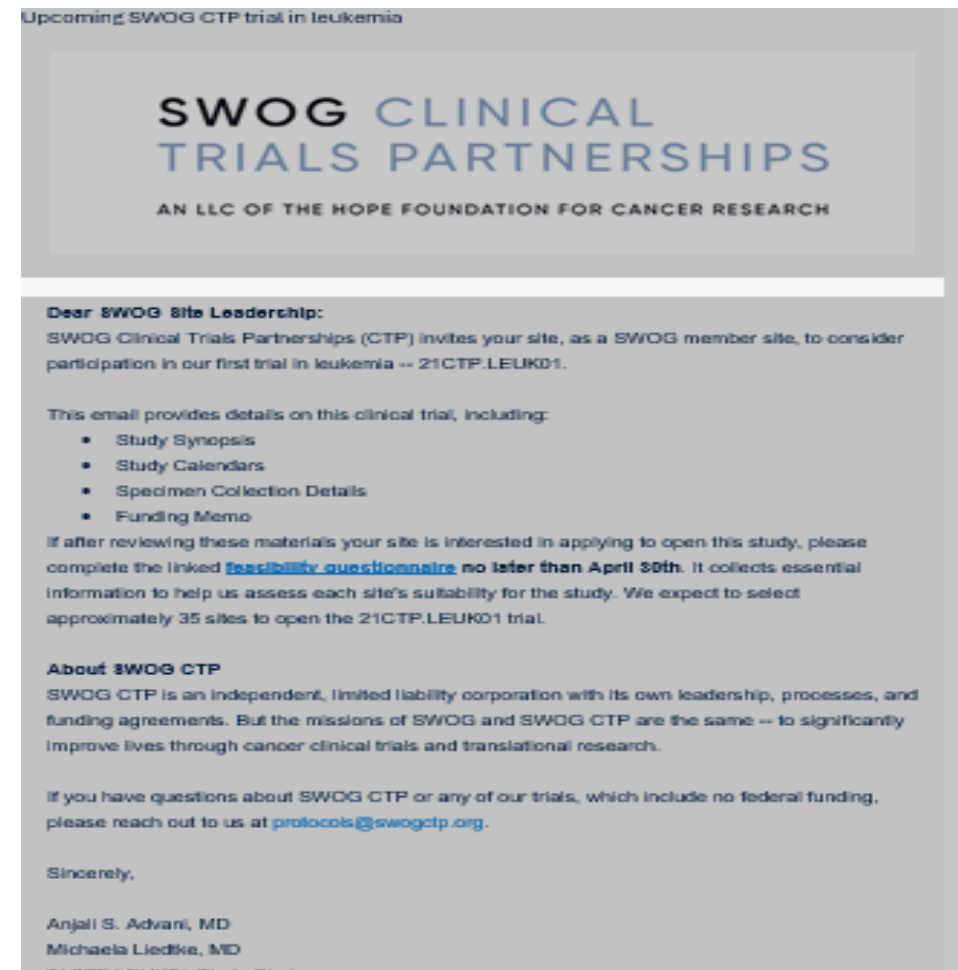 Upcoming SWOG CTP trial in leukemia
SWOG CLINICAL
TRIALS PARTNERSHIPS
AN LLC OF THE HOPE FOUNDATION FOR CANCER RESEARCH
Dear SWOG Site Leadership:
SWOG Clinical Trials Partnerships (CTP) invites your site, as a SWOG member site, to consider
participation in our first trial in leukemia -- 21CTP.LEUK01.
This email provides details on this clinical trial, including:
• Study Synopsis
• Study Calendars
• Specimen Collection Details
• Funding Memo
If after reviewing these materials your site is interested in applying to open this study, please
complete the linked feasibility questionnaire no later than April 30th. It collects essential
information to help us assess each site's suitability for the study. We expect to select
approximately 35 sites to open the 21CTP.LEUK01 trial.
About SWOG CTP
SWOG CTP is an independent, limited liability corporation with its own leadership, processes, and
funding agreements. But the missions of SWOG and SWOG CTP are the same -- to significantly
improve lives through cancer clinical trials and translational research.
If you have questions about SWOG CTP or any of our trials, which include no federal funding,
please reach out to us at protocols@swogctp.org.
Sincerely,
Anjali S. Advani, MD
Michaela Liedtke, MD